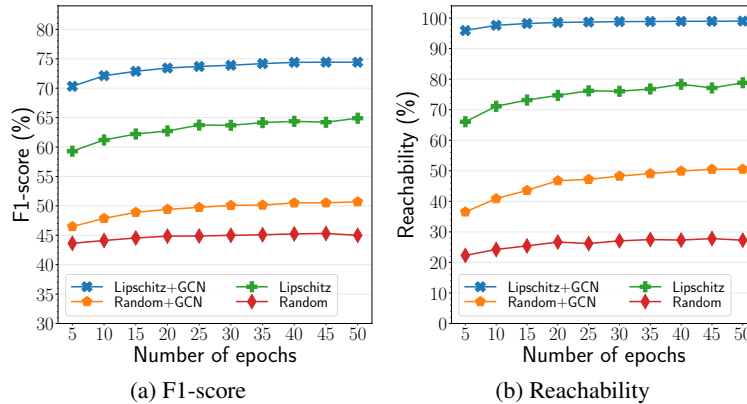 80
75
70
65
60
55
50
45
40
35
30
F1-score (%)
Lipschitz+GCN
Random+GCN
Lipschitz
Random
5 10 15 20 25 30 35 40 45 50
Number of epochs
(a) F1-score
100
90
80
70
60
50
40
30
20
10
0
Reachability (%)
Lipschitz+GCN
Random+GCN
Lipschitz
Random
5 10 15 20 25 30 35 40 45 50
Number of epochs
(b) Reachability